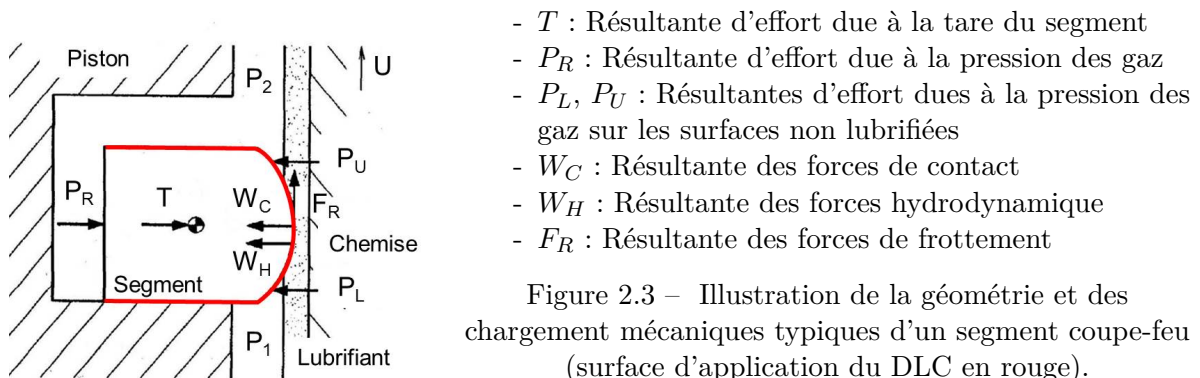 Piston
P2
U
PU
PR
T
WC
FR
Chemise
WH
Segment
PL
P1
Lubrifiant
- T : Résultante d'effort due à la tare du segment
- PR : Résultante d'effort due à la pression des gaz
- PL, PU : Résultantes d'effort dues à la pression des
gaz sur les surfaces non lubrifiées
- WC : Résultante des forces de contact
- WH : Résultante des forces hydrodynamique
- FR : Résultante des forces de frottement
Figure 2.3 – Illustration de la géométrie et des
chargement mécaniques typiques d'un segment coupe-feu
(surface d'application du DLC en rouge).